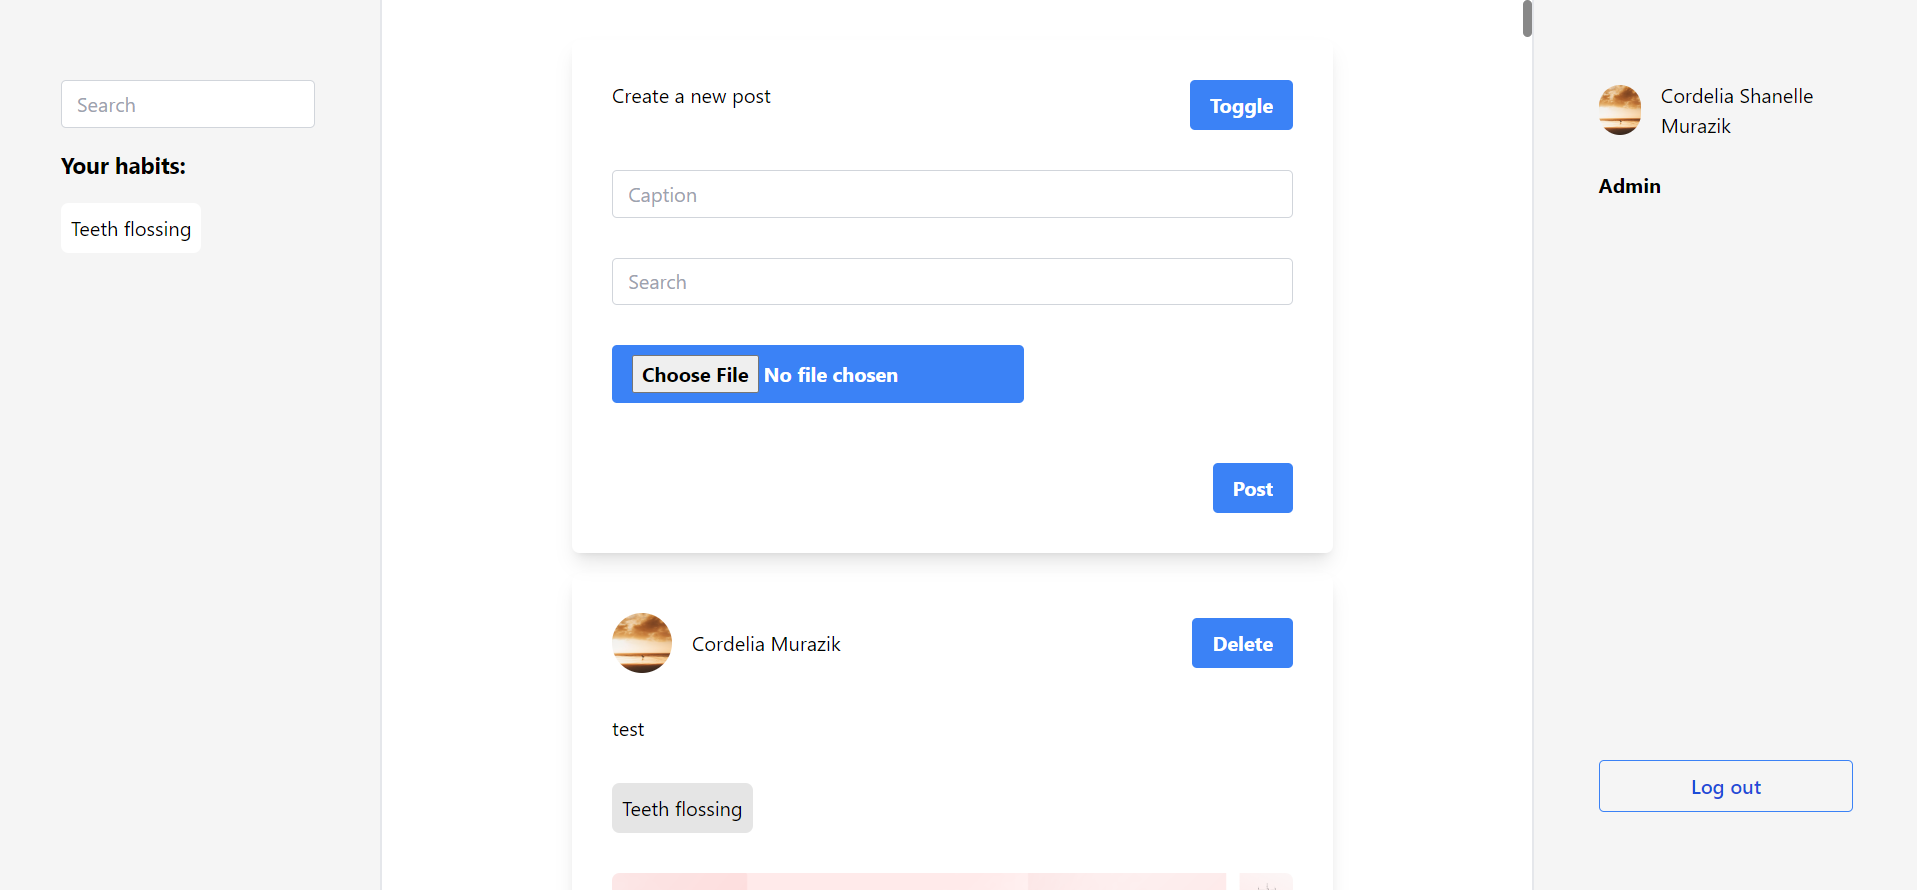 Search
Your habits:
Teeth flossing
Create a new post
Toggle
Caption
Search
Choose File No file chosen
Post
Cordelia Murazik
Delete
test
Teeth flossing
Cordelia Shanelle
Murazik
Admin
Log out